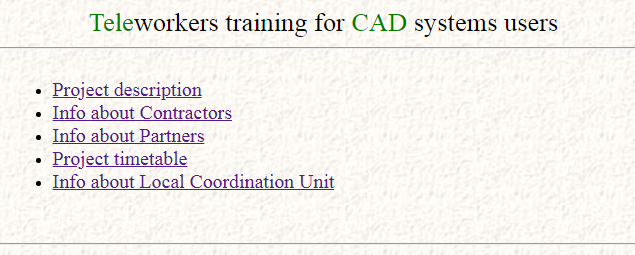 Teleworkers training for CAD systems users
Project description
Info about Contractors
Info about Partners
Project timetable
Info about Local Coordination Unit